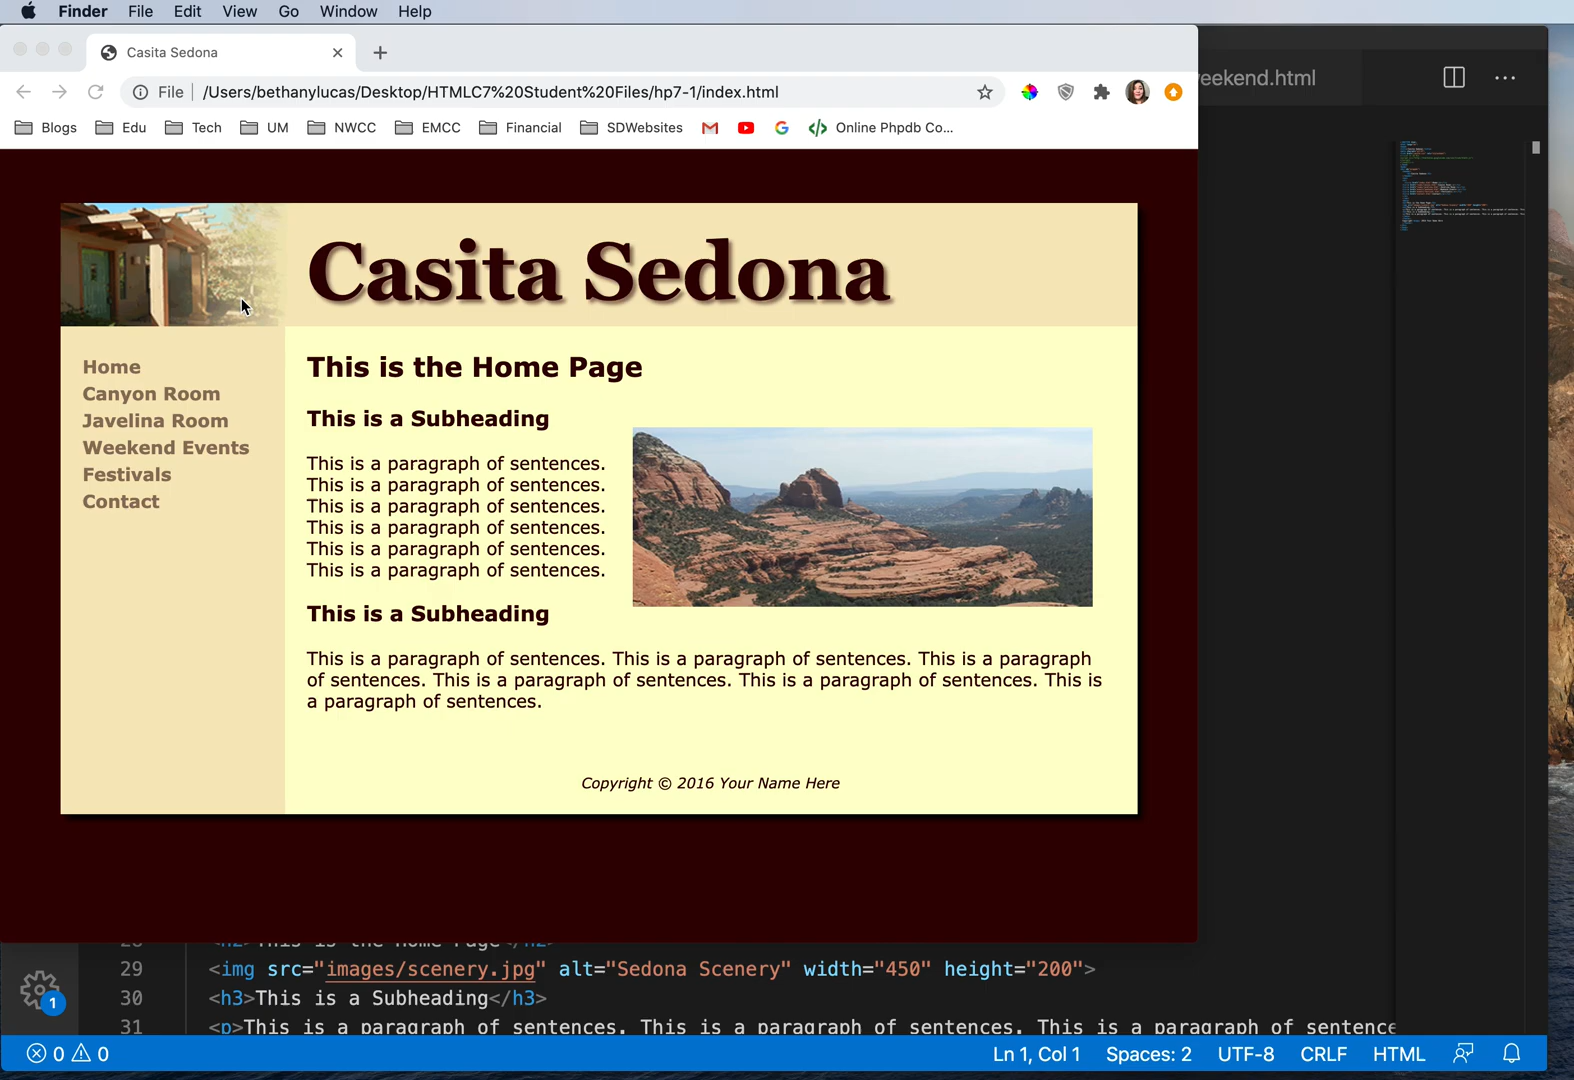 Finder File Edit View Go Window Help
Casita Sedona
File /Users/bethanylucas/Desktop/HTMLC7%20Student%20Files/hp7-1/index.html
eekend.html
Blogs Edu Tech UM NWCC EMCC Financial SDWebsites Online Phpdb Co...
Casita Sedona
Home
Canyon Room
Javelina Room
Weekend Events
Festivals
Contact
This is the Home Page
This is a Subheading
This is a paragraph of sentences.
This is a paragraph of sentences.
This is a paragraph of sentences.
This is a paragraph of sentences.
This is a paragraph of sentences.
This is a paragraph of sentences.
This is a Subheading
This is a paragraph of sentences. This is a paragraph of sentences. This is a paragraph
of sentences. This is a paragraph of sentences. This is a paragraph of sentences. This is
a paragraph of sentences.
Copyright © 2016 Your Name Here
29 <img src="images/scenery.jpg" alt="Sedona Scenery" width="450" height="200">
30 <h3>This is a Subheading</h3>
31 <p>This is a paragraph of sentences. This is a paragraph of sentences. This is a paragraph of sentence
1
0 0 Ln 1, Col 1 Spaces: 2 UTF-8 CRLF HTML